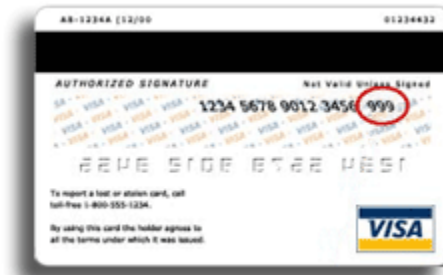 AB-1234A (12/00 01234632
AUTHORIZED SIGNATURE Not Valid Unless Signed
1234 5678 9012 3456 999
To report a lost or stolen card, call
toll-free 1-800-555-1234.
By using this card the holder agrees to
all the terms under which it was issued.
VISA